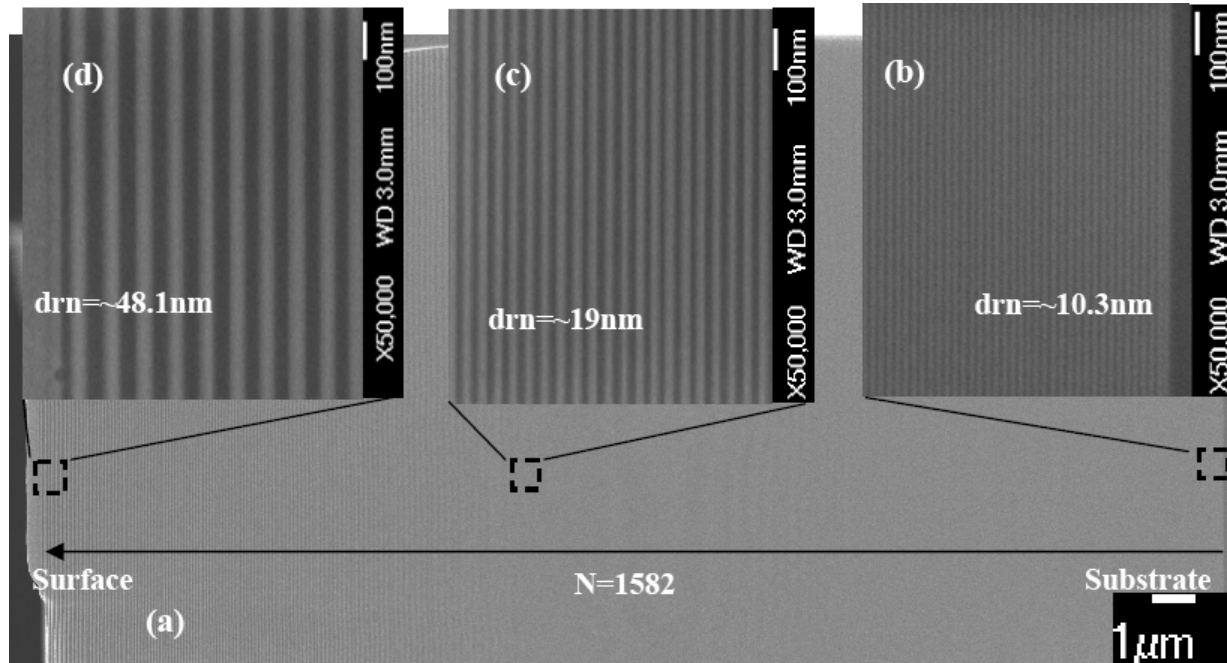 (d)
drn=~48.1nm
X50,000 WD 3.0mm 100nm
(c)
drn=~19nm
X50,000 WD 3.0mm 100nm
(b)
drn=~10.3nm
X50,000 WD 3.0mm 100nm
Surface
N=1582
Substrate
(a)
1μm